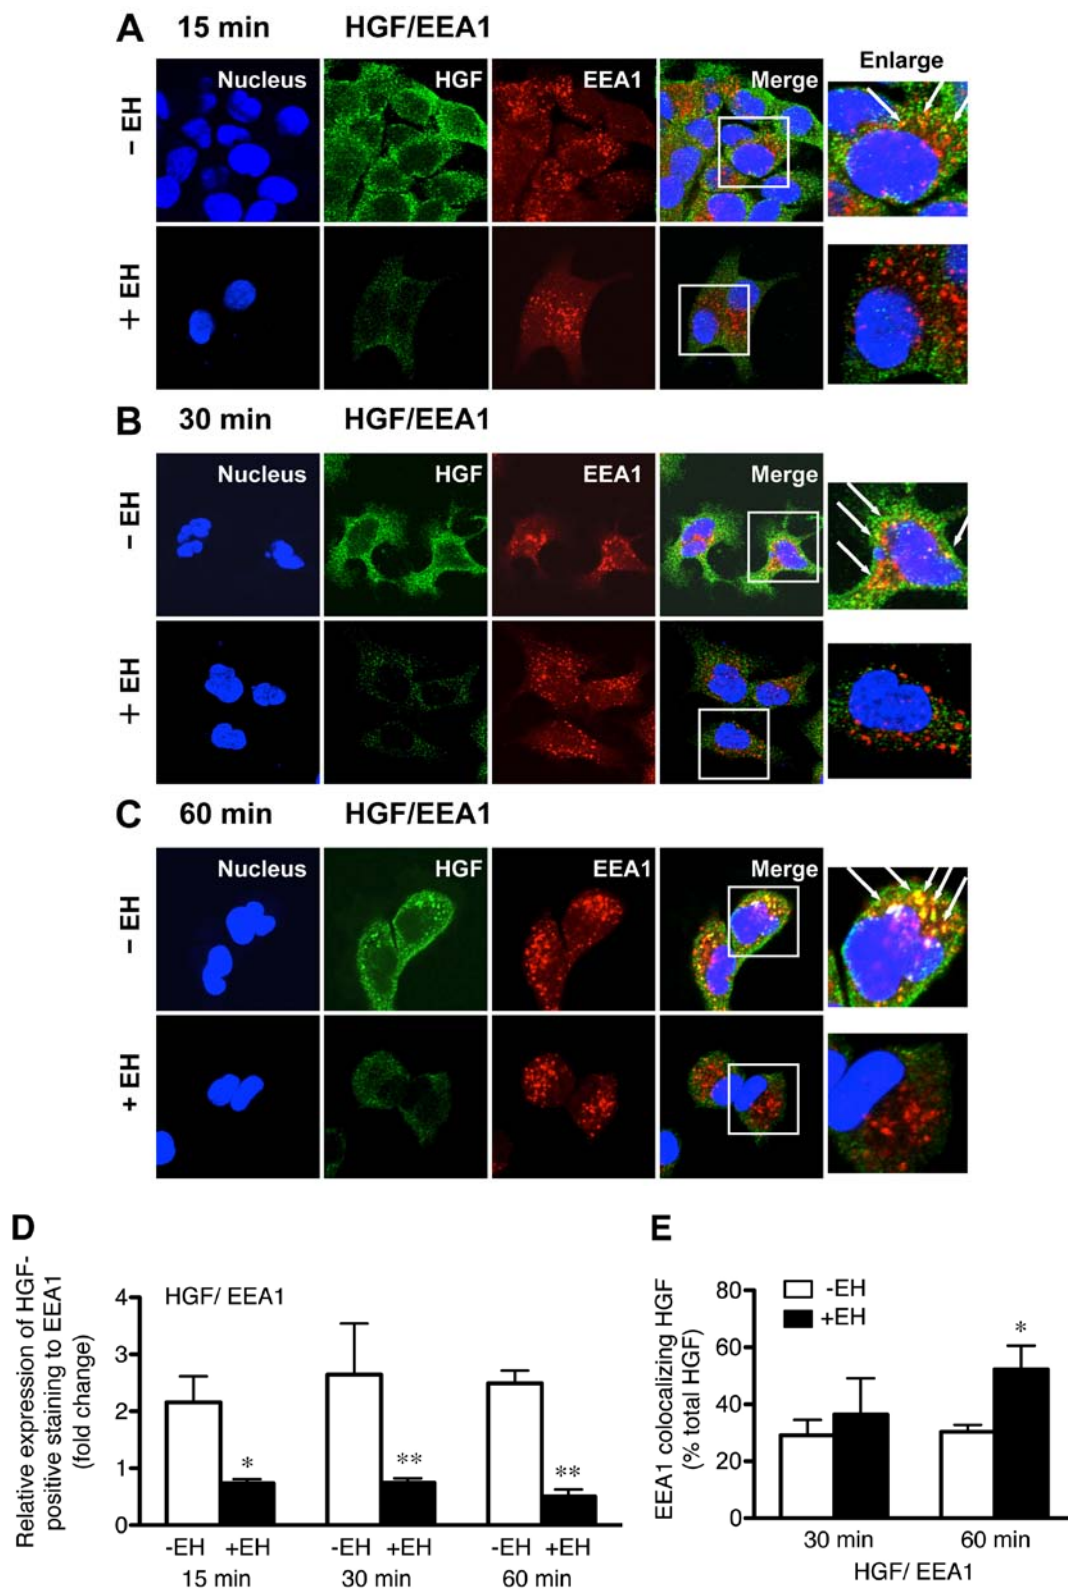 A 15 min HGF/EEA1
Enlarge
Nucleus HGF EEA1 Merge
– EH
+ EH
B 30 min HGF/EEA1
Nucleus HGF EEA1 Merge
– EH
+ EH
C 60 min HGF/EEA1
Nucleus HGF EEA1 Merge
– EH
+ EH
D
Relative expression of HGF-
positive staining to EEA1
(fold change)
HGF/ EEA1
4
3
2
1
0
* ** **
-EH +EH -EH +EH -EH +EH
15 min 30 min 60 min
E
EEA1 colocalizing HGF
(% total HGF)
80
60
40
20
0
-EH
+EH
*
30 min 60 min
HGF/ EEA1